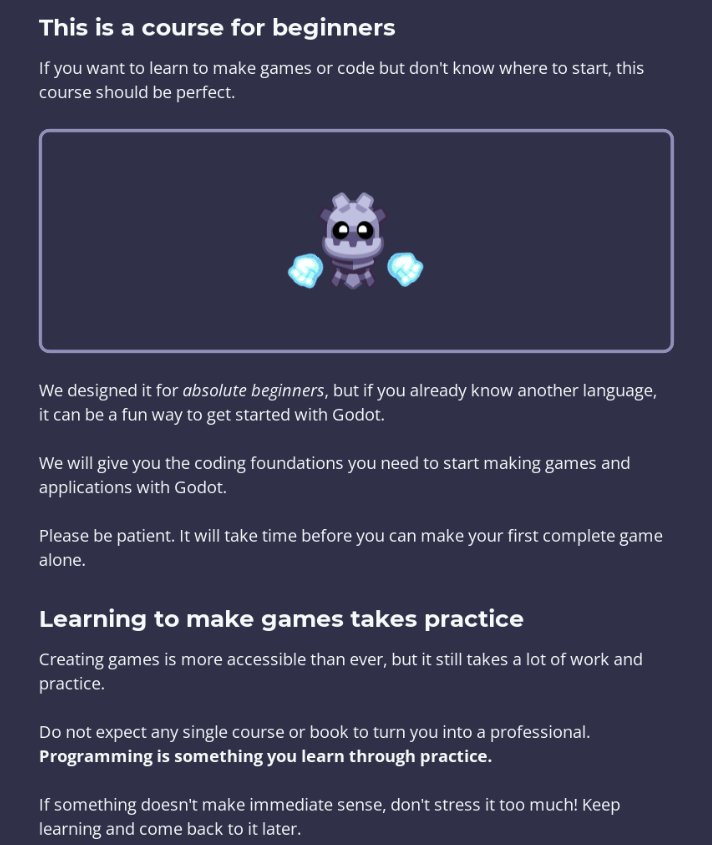 This is a course for beginners
If you want to learn to make games or code but don't know where to start, this
course should be perfect.
We designed it for absolute beginners, but if you already know another language,
it can be a fun way to get started with Godot.
We will give you the coding foundations you need to start making games and
applications with Godot.
Please be patient. It will take time before you can make your first complete game
alone.
Learning to make games takes practice
Creating games is more accessible than ever, but it still takes a lot of work and
practice.
Do not expect any single course or book to turn you into a professional.
Programming is something you learn through practice.
If something doesn't make immediate sense, don't stress it too much! Keep
learning and come back to it later.